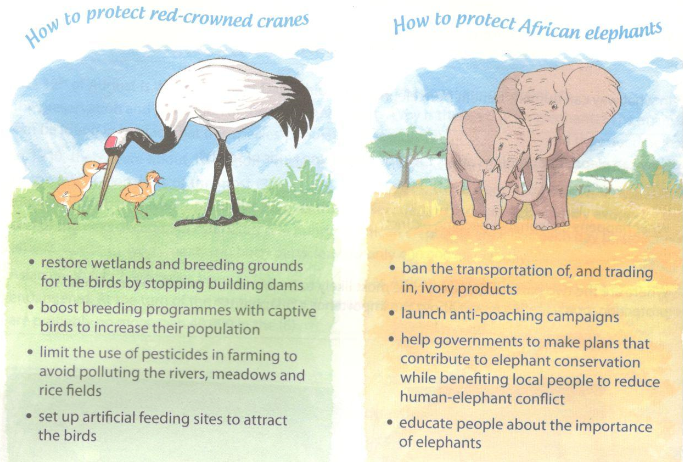 How to protect red-crowned cranes
• restore wetlands and breeding grounds
for the birds by stopping building dams
• boost breeding programmes with captive
birds to increase their population
• limit the use of pesticides in farming to
avoid polluting the rivers, meadows and
rice fields
• set up artificial feeding sites to attract
the birds
How to protect African elephants
• ban the transportation of, and trading
in, ivory products
• launch anti-poaching campaigns
• help governments to make plans that
contribute to elephant conservation
while benefiting local people to reduce
human-elephant conflict
• educate people about the importance
of elephants